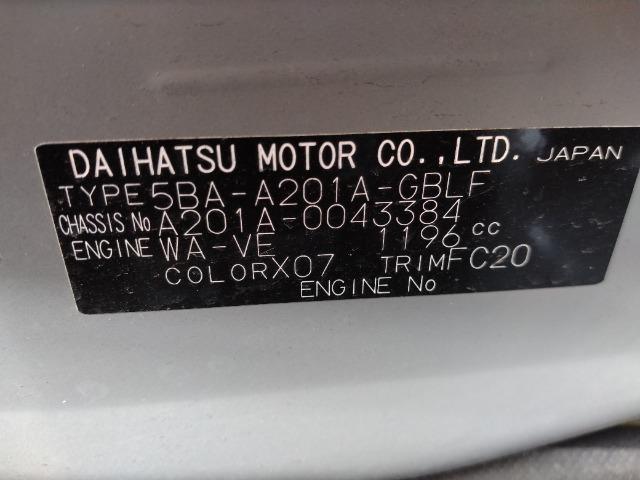 DAIHATSU MOTOR CO.,LTD. JAPAN
TYPE 5BA-A201A-GBLF
CHASSIS No A201A-0043384
ENGINE WA-VE 1196 cc
COLOR X07 TRIM FC20
ENGINE No